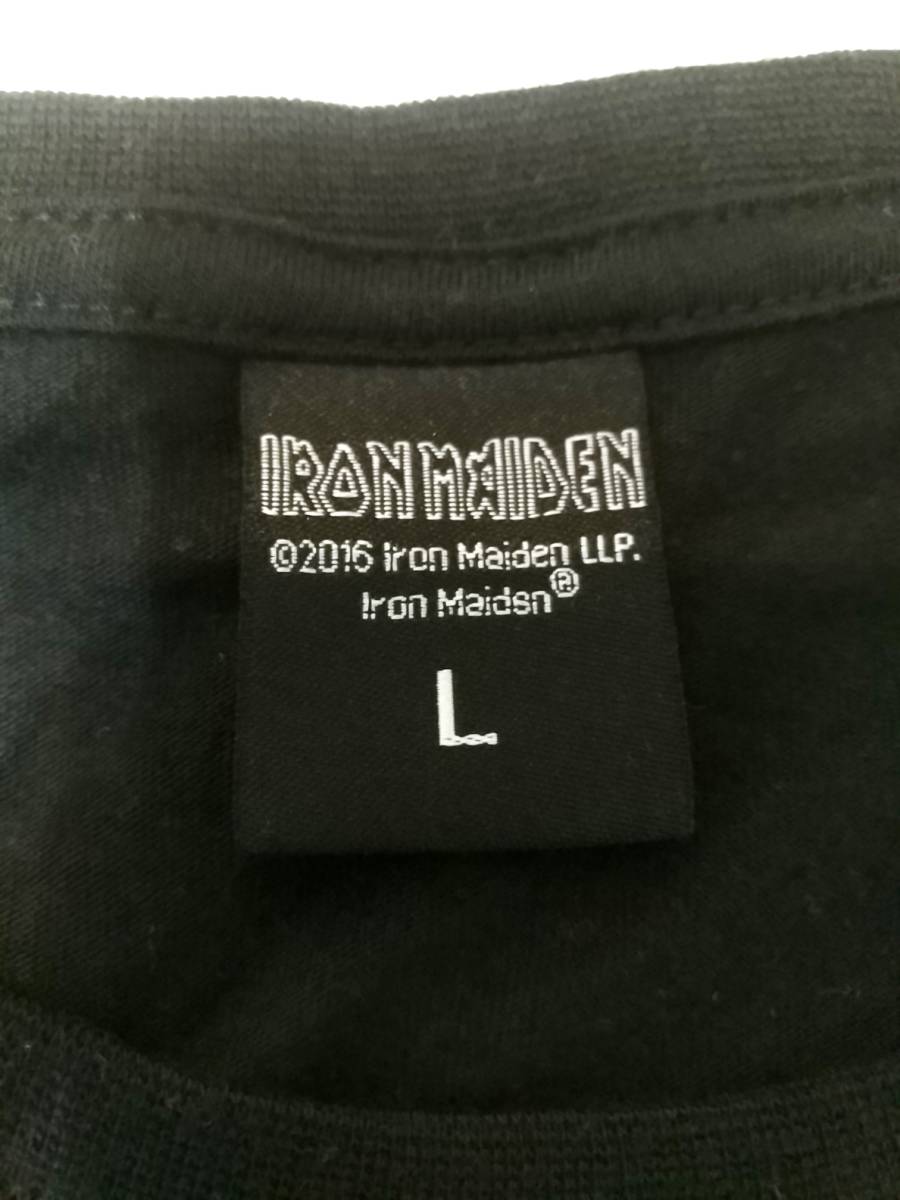 IRON MAIDEN
©2016 Iron Maiden LLP.
Iron Maidsn®
L